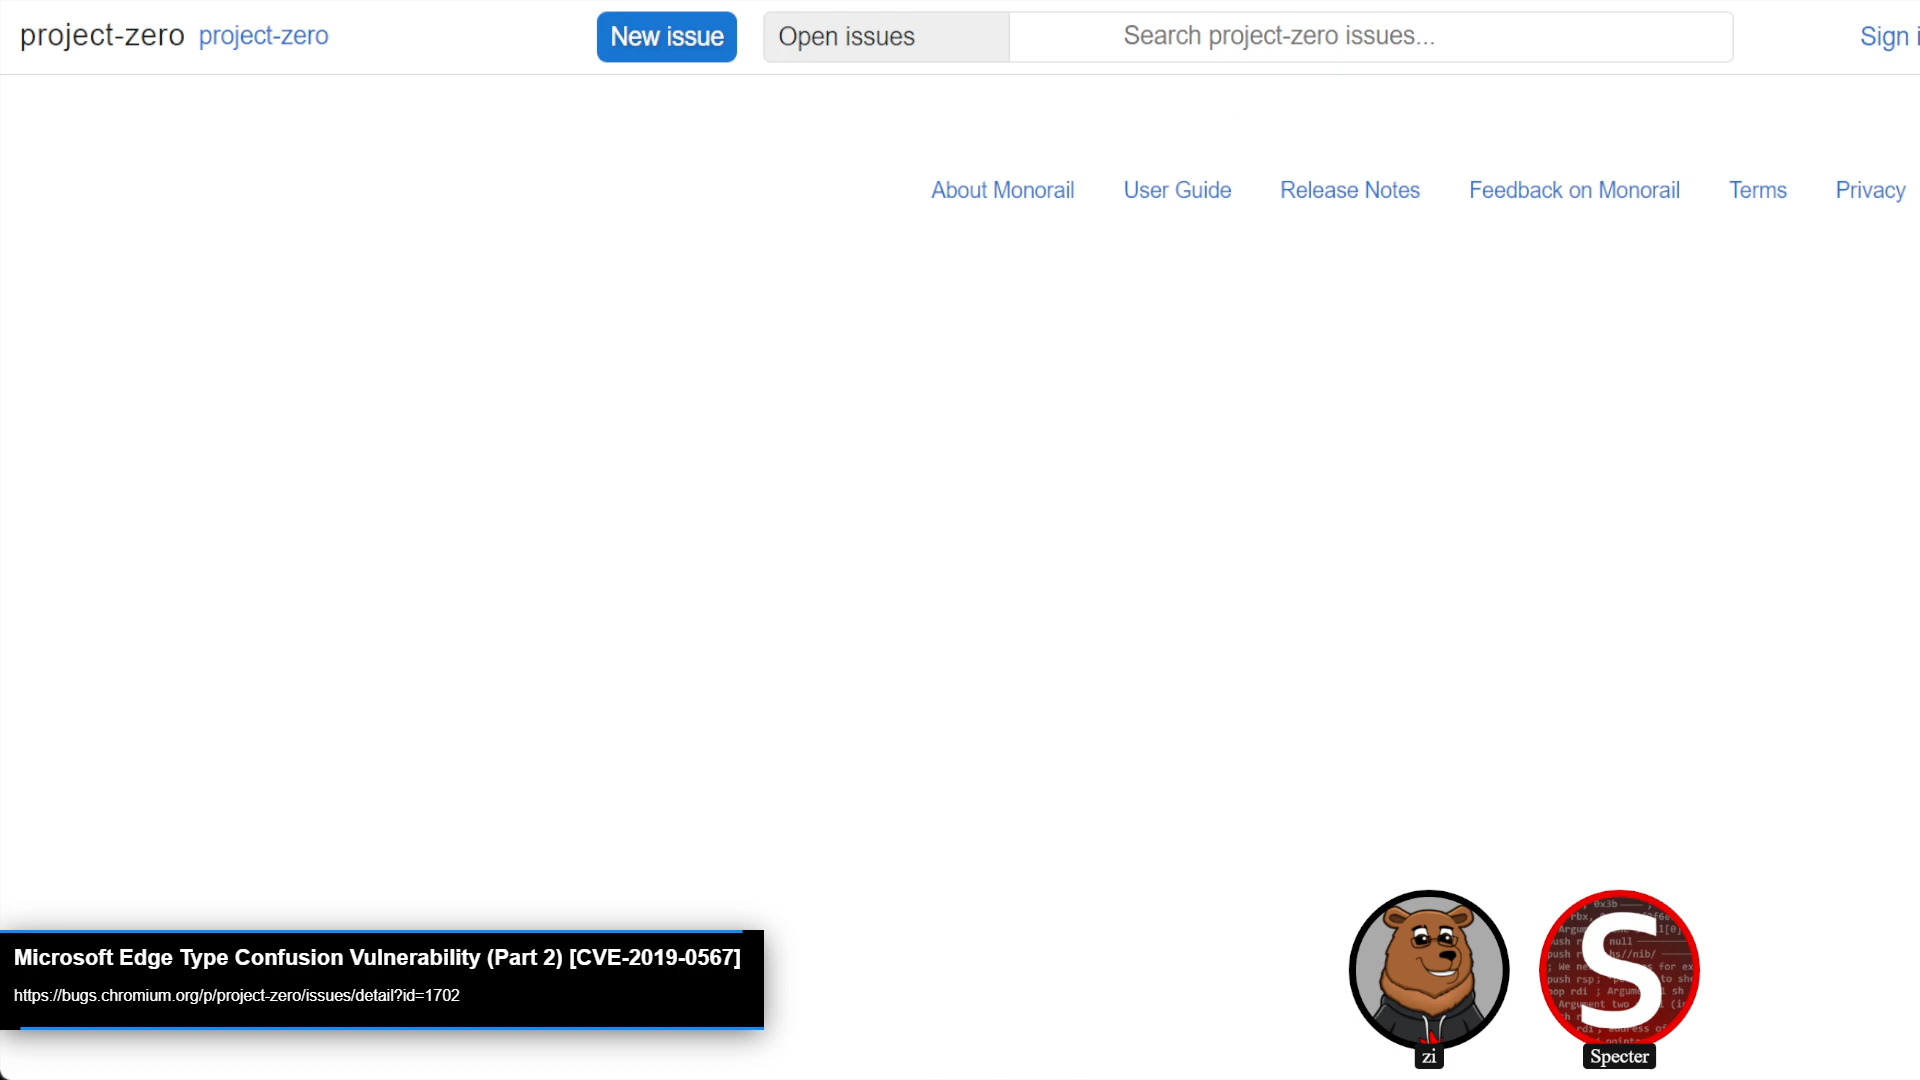 project-zero project-zero New issue Open issues Search project-zero issues... Sign i
About Monorail User Guide Release Notes Feedback on Monorail Terms Privacy
Microsoft Edge Type Confusion Vulnerability (Part 2) [CVE-2019-0567]
https://bugs.chromium.org/p/project-zero/issues/detail?id=1702
S
zi
Specter